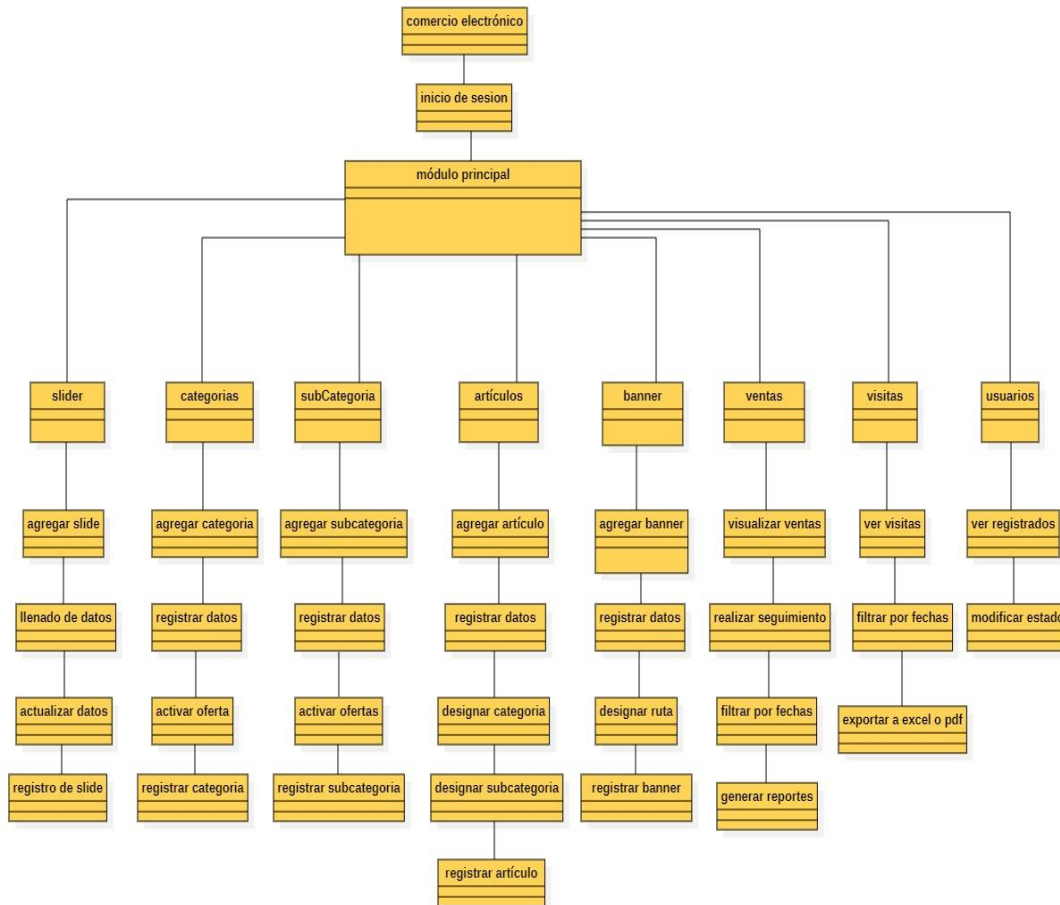 comercio electrónico
inicio de sesion
módulo principal
slider
categorias
subCategoria
artículos
banner
ventas
visitas
usuarios
agregar slide
agregar categoria
agregar subcategoria
agregar artículo
agregar banner
visualizar ventas
ver visitas
ver registrados
llenado de datos
registrar datos
registrar datos
registrar datos
registrar datos
realizar seguimiento
filtrar por fechas
modificar estado
actualizar datos
activar oferta
activar ofertas
designar categoria
designar ruta
filtrar por fechas
exportar a excel o pdf
registro de slide
registrar categoria
registrar subcategoria
designar subcategoria
registrar banner
generar reportes
registrar artículo